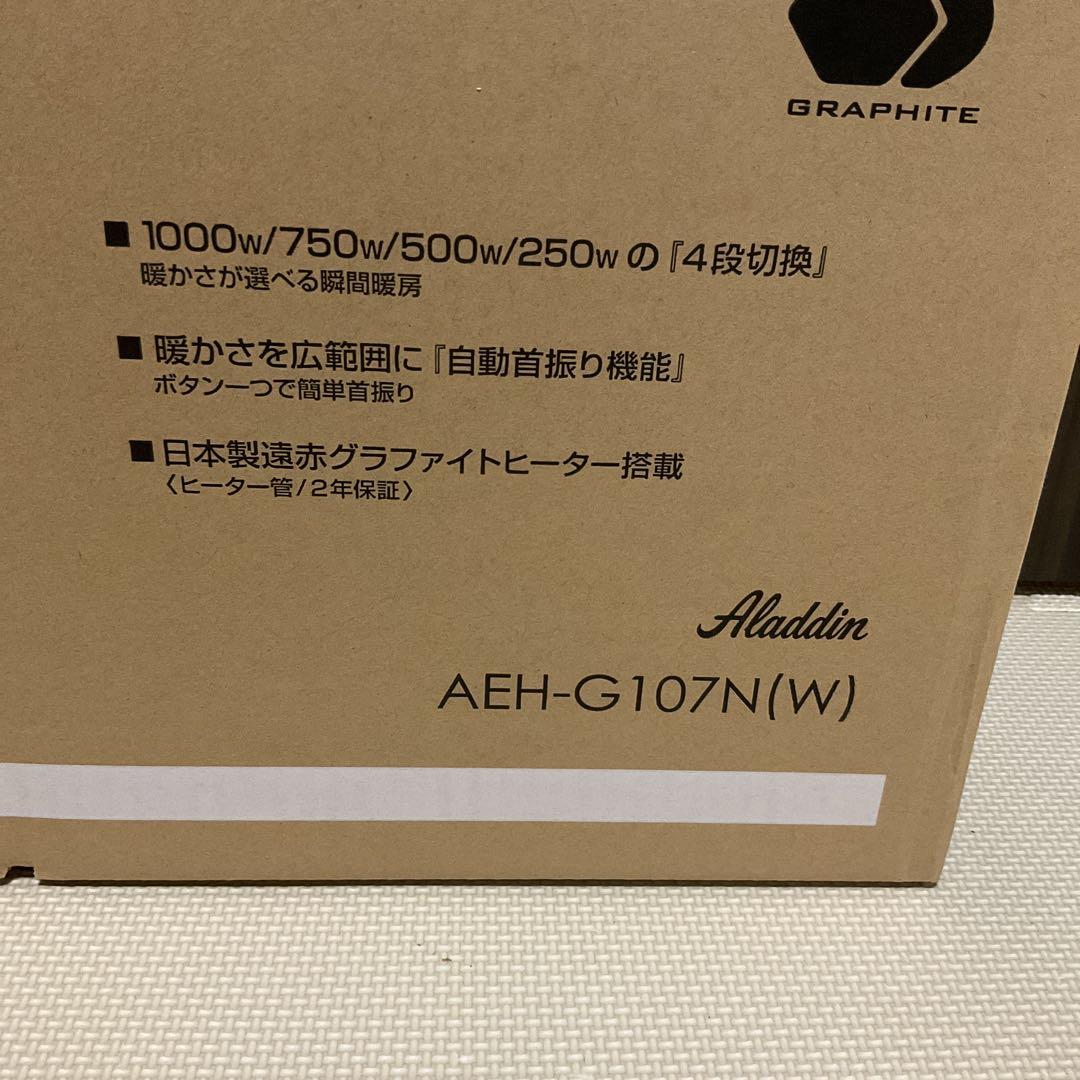 GRAPHITE
■ 1000W/750W/500W/250Wの『4段切換』
暖かさが選べる瞬間暖房
■ 暖かさを広範囲に『自動首振り機能』
ボタン一つで簡単首振り
■ 日本製遠赤グラファイトヒーター搭載
〈ヒーター管/2年保証〉
Aladdin
AEH-G107N(W)